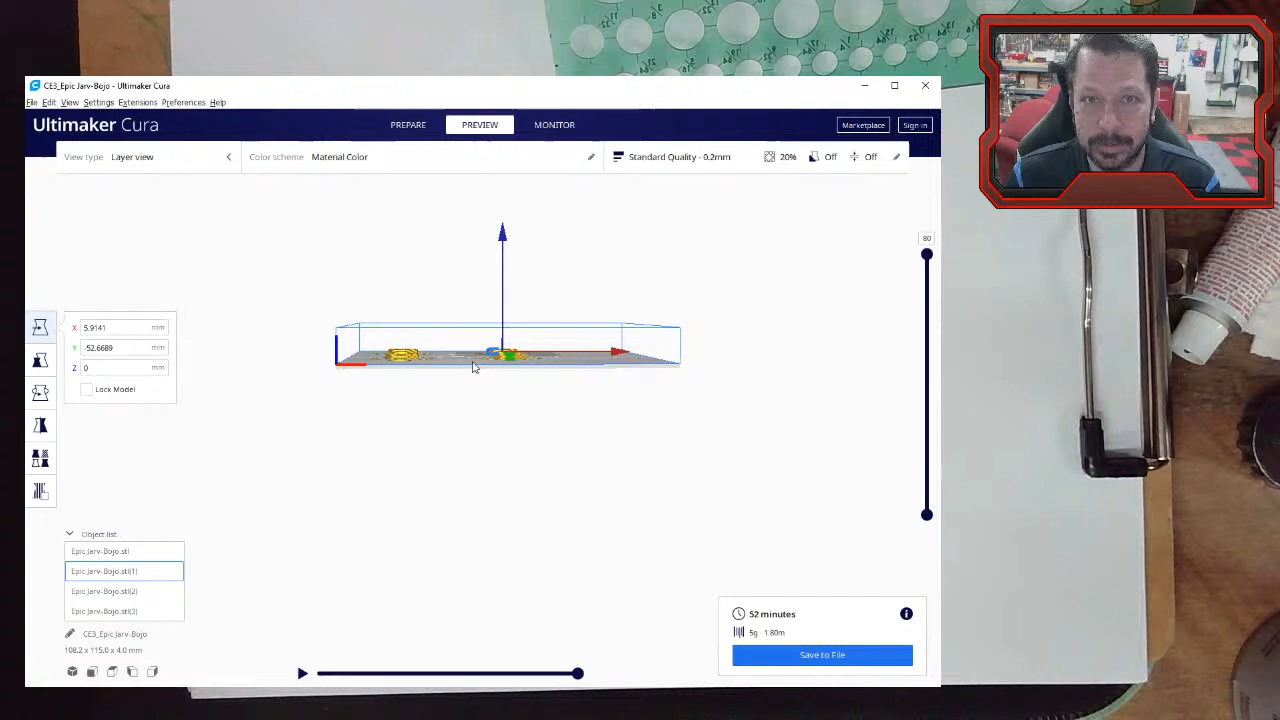 CE3_Epic Jarv-Bojo - Ultimaker Cura
File Edit View Settings Extensions Preferences Help
Ultimaker Cura
PREPARE
PREVIEW
MONITOR
Marketplace
Sign in
View type Layer view
Color scheme Material Color
Standard Quality - 0.2mm
20%
Off
Off
80
X 5.9141 mm
Y -52.6689 mm
Z 0 mm
Lock Model
Object list
Epic Jarv-Bojo.stl
Epic Jarv-Bojo.stl(1)
Epic Jarv-Bojo.stl(2)
Epic Jarv-Bojo.stl(3)
CE3_Epic Jarv-Bojo
108.2 x 115.0 x 4.0 mm
52 minutes
5g · 1.80m
Save to File